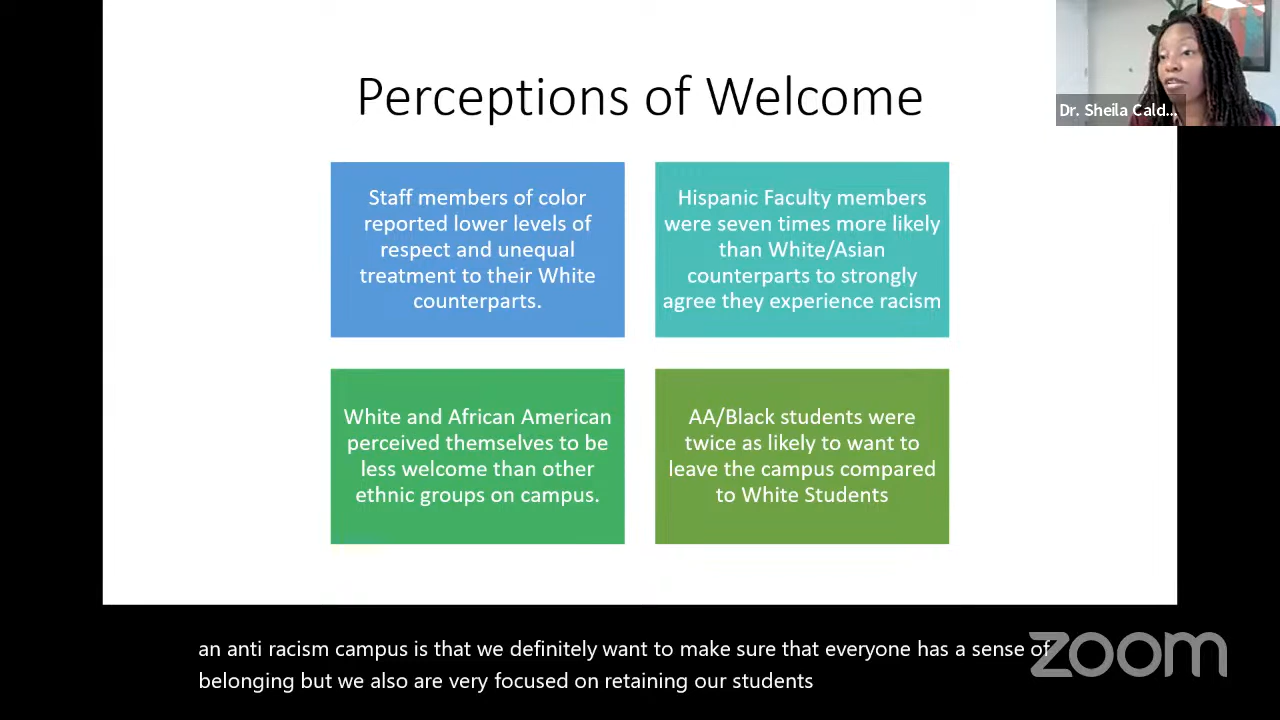 Perceptions of Welcome
Dr. Sheila Cald...
Staff members of color
reported lower levels of
respect and unequal
treatment to their White
counterparts.
Hispanic Faculty members
were seven times more likely
than White/Asian
counterparts to strongly
agree they experience racism
White and African American
perceived themselves to be
less welcome than other
ethnic groups on campus.
AA/Black students were
twice as likely to want to
leave the campus compared
to White Students
an anti racism campus is that we definitely want to make sure that everyone has a sense of
belonging but we also are very focused on retaining our students
zoom